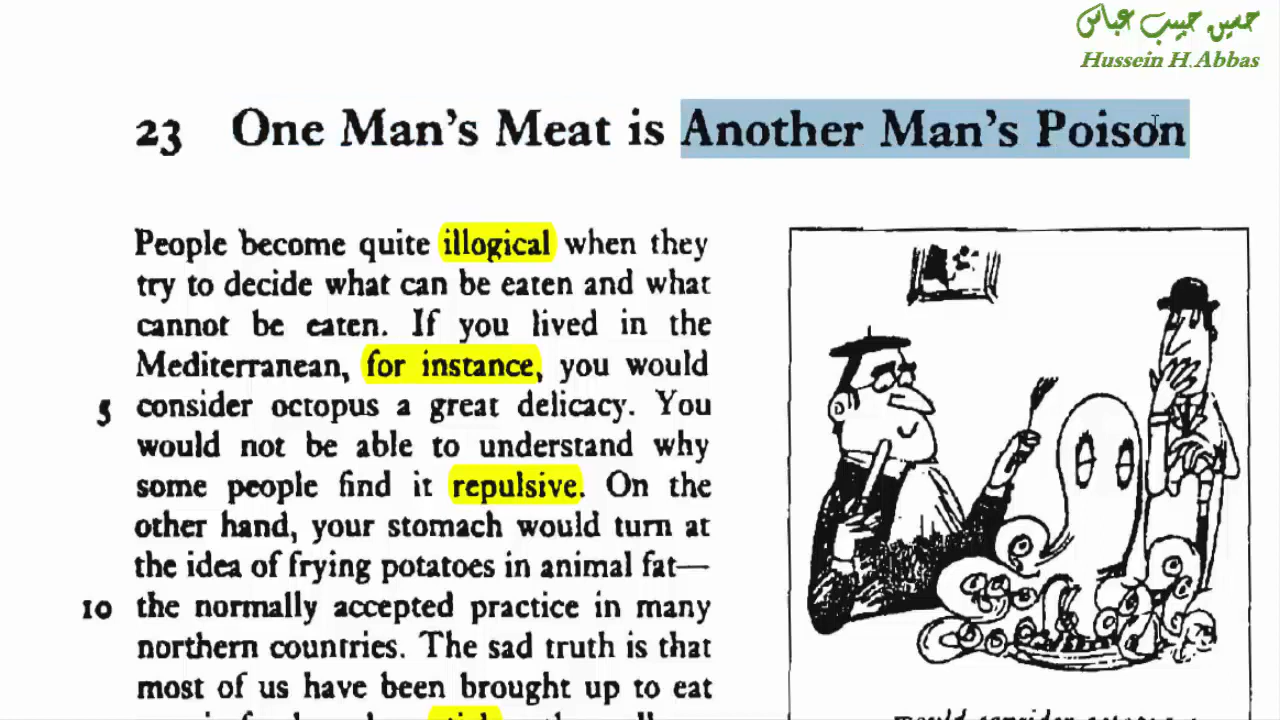 حسين حبيب عباس
Hussein H.Abbas
23 One Man's Meat is Another Man's Poison
People become quite illogical when they
try to decide what can be eaten and what
cannot be eaten. If you lived in the
Mediterranean, for instance, you would
5 consider octopus a great delicacy. You
would not be able to understand why
some people find it repulsive. On the
other hand, your stomach would turn at
the idea of frying potatoes in animal fat—
10 the normally accepted practice in many
northern countries. The sad truth is that
most of us have been brought up to eat
would consider octopus a